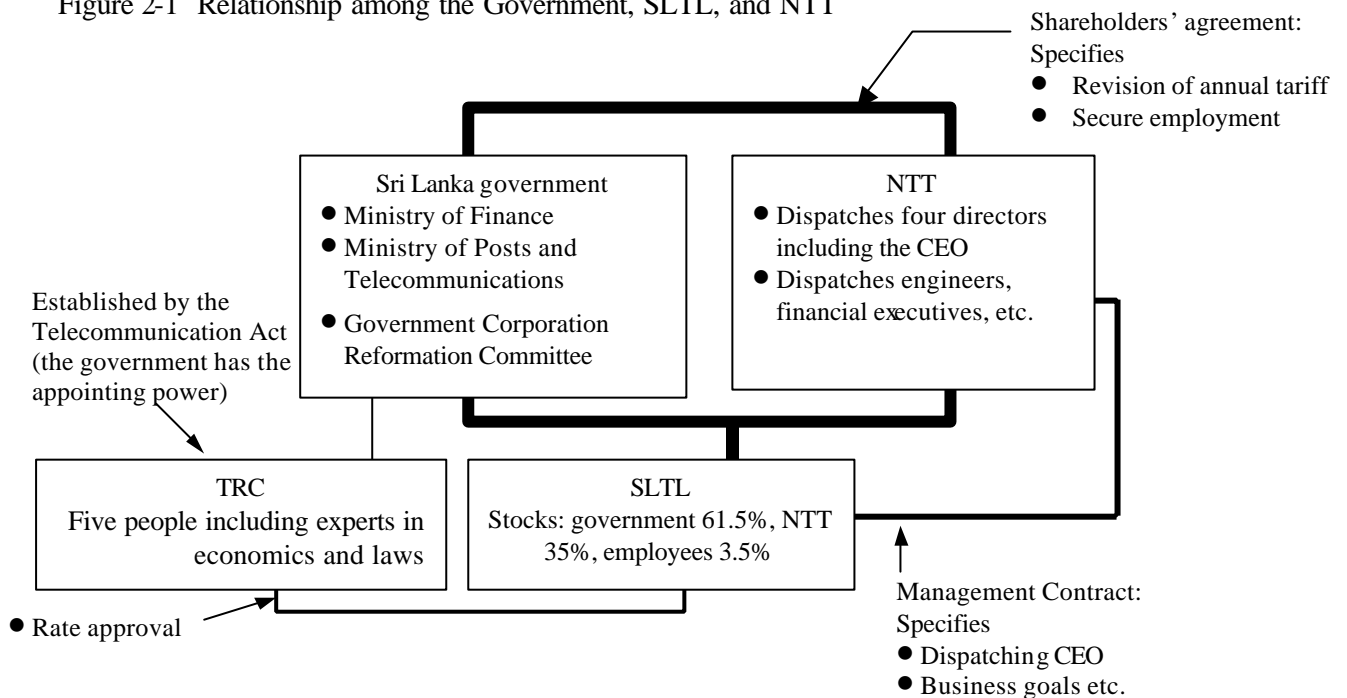 Figure 2-1 Relationship among the Government, SLTL, and NTT
Shareholders' agreement:
Specifies
● Revision of annual tariff
● Secure employment
Sri Lanka government
● Ministry of Finance
● Ministry of Posts and
Telecommunications
● Government Corporation
Reformation Committee
NTT
● Dispatches four directors
including the CEO
● Dispatches engineers,
financial executives, etc.
Established by the
Telecommunication Act
(the government has the
appointing power)
TRC
Five people including experts in
economics and laws
SLTL
Stocks: government 61.5%, NTT
35%, employees 3.5%
● Rate approval
Management Contract:
Specifies
● Dispatching CEO
● Business goals etc.